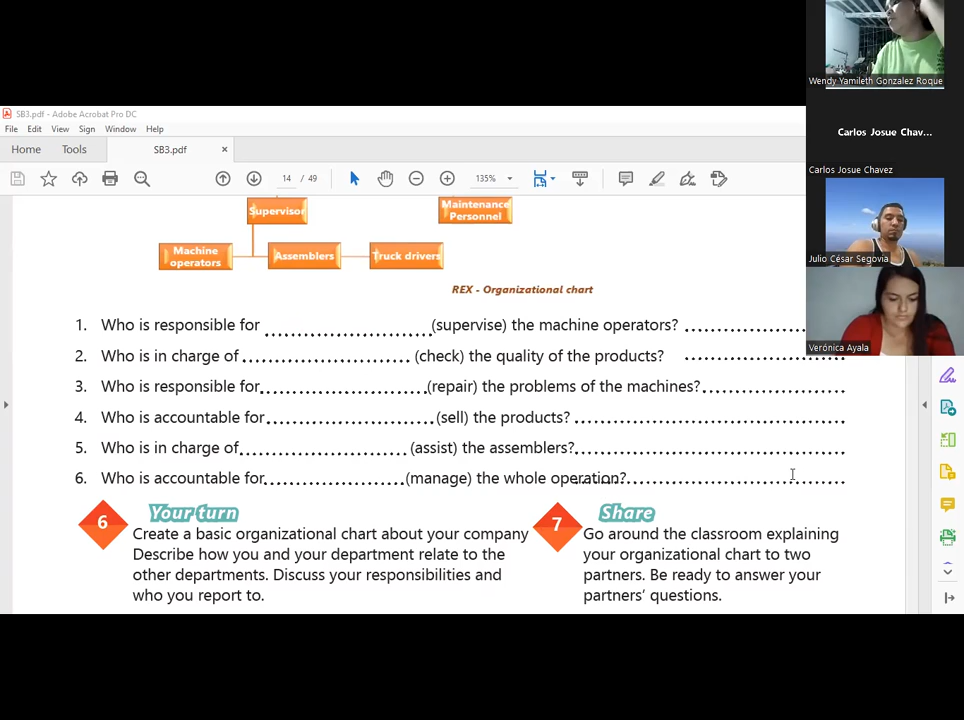 Wendy Yamileth Gonzalez Roque
Carlos Josue Chav...
Carlos Josue Chavez
Julio César Segovia
Verónica Ayala
SB3.pdf - Adobe Acrobat Pro DC
File Edit View Sign Window Help
Home Tools SB3.pdf ×
14 / 49 135%
Supervisor
Maintenance
Personnel
Machine
operators
Assemblers
Truck drivers
REX - Organizational chart
1. Who is responsible for ....................................(supervise) the machine operators? ..........................
2. Who is in charge of .................................... (check) the quality of the products? ..................................
3. Who is responsible for....................................(repair) the problems of the machines?...............................
4. Who is accountable for.................................... (sell) the products? ..........................................................
5. Who is in charge of.................................... (assist) the assemblers?..........................................................
6. Who is accountable for..............................(manage) the whole operation?..............................................
6 Your turn
Create a basic organizational chart about your company
Describe how you and your department relate to the
other departments. Discuss your responsibilities and
who you report to.
7 Share
Go around the classroom explaining
your organizational chart to two
partners. Be ready to answer your
partners’ questions.